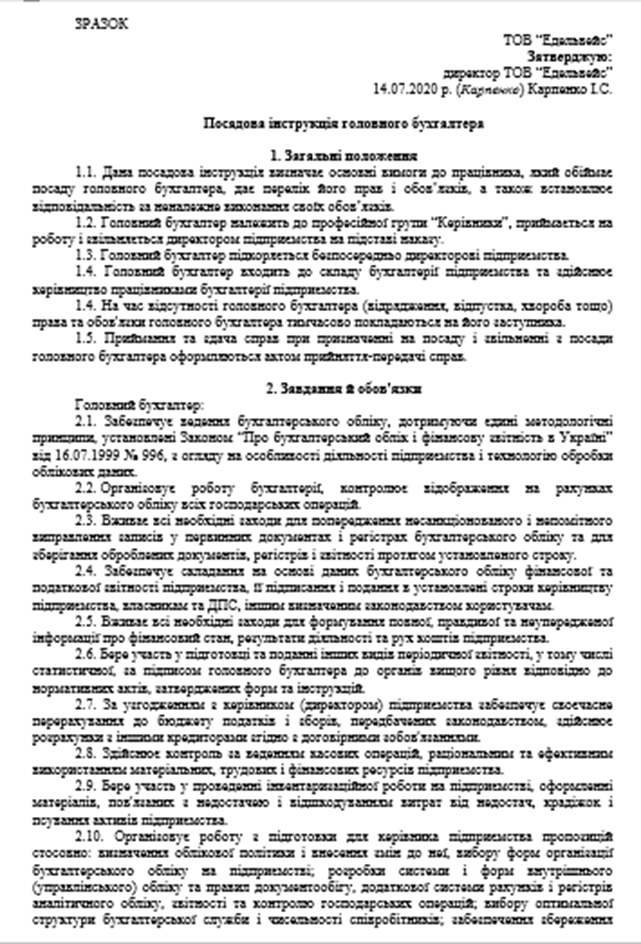 ЗРАЗОК
ТОВ “Едельвейс”
Затверджую:
директор ТОВ “Едельвейс”
14.07.2020 р. (Карпенко) Карпенко І.С.
Посадова інструкція головного бухгалтера
1. Загальні положення
1.1. Дана посадова інструкція визначає основні вимоги до працівника, який обіймає
посаду головного бухгалтера, дає перелік його прав і обов’язків, а також встановлює
відповідальність за неналежне виконання своїх обов’язків.
1.2. Головний бухгалтер належить до професійної групи “Керівники”, приймається на
роботу і звільняється директором підприємства на підставі наказу.
1.3. Головний бухгалтер підкоряється безпосередньо директорові підприємства.
1.4. Головний бухгалтер входить до складу бухгалтерії підприємства та здійснює
керівництво працівниками бухгалтерії підприємства.
1.4. На час відсутності головного бухгалтера (відрядження, відпустка, хвороба тощо)
права та обов'язки головного бухгалтера тимчасово покладаються на його заступника.
1.5. Приймання та здача справ при призначенні на посаду і звільненні з посади
головного бухгалтера оформляються актом прийняття-передачі справ.
2. Завдання й обов'язки
Головний бухгалтер:
2.1. Забезпечує ведення бухгалтерського обліку, дотримуючи єдині методологічні
принципи, установлені Законом “Про бухгалтерський облік і фінансову звітність в Україні”
від 16.07.1999 № 996, з огляду на особливості діяльності підприємства і технологію обробки
облікових даних.
2.2. Організовує роботу бухгалтерії, контролює відображення на рахунках
бухгалтерського обліку всіх господарських операцій.
2.3. Вживає всі необхідні заходи для попередження несанкціонованого і непомітного
виправлення записів у первинних документах і регістрах бухгалтерського обліку та для
зберігання оброблених документів, регістрів і звітності протягом установленого строку.
2.4. Забезпечує складання на основі даних бухгалтерського обліку фінансової та
податкової звітності підприємства, її підписання і подання в установлені строки керівництву
підприємства, власникам та ДПС, іншим визначеним законодавством користувачам.
2.5. Вживає всі необхідні заходи для формування повної, правдивої та неупередженої
інформації про фінансовий стан, результати діяльності та рух коштів підприємства.
2.6. Бере участь у підготовці та поданні інших видів періодичної звітності, у тому числі
статистичної, за підписом головного бухгалтера до органів вищого рівня відповідно до
нормативних актів, затверджених форм та інструкцій.
2.7. За узгодженням з керівником (директором) підприємства забезпечує своєчасне
перерахування до бюджету податків і зборів, передбачених законодавством, здійснює
розрахунки з іншими кредиторами згідно з договірними зобов'язаннями.
2.8. Здійснює контроль за веденням касових операцій, раціональним та ефективним
використанням матеріальних, трудових і фінансових ресурсів підприємства.
2.9. Бере участь у проведенні інвентаризаційної роботи на підприємстві, оформленні
матеріалів, пов'язаних з недостачею і відшкодуванням витрат від недостач, крадіжок і
псування активів підприємства.
2.10. Організовує роботу з підготовки для керівника підприємства пропозицій
стосовно: визначення облікової політики і внесення змін до неї, вибору форм організації
бухгалтерського обліку на підприємстві; розробки системи і форм внутрішнього
(управлінського) обліку та правил документообігу, додаткової системи рахунків і регістрів
аналітичного обліку, звітності та контролю господарських операцій; вибору оптимальної
структури бухгалтерської служби і чисельності співробітників; забезпечення збереження